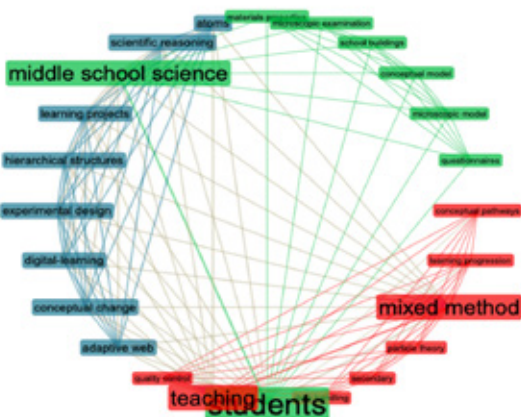 atoms
materials properties
microscopic examination
scientific reasoning
school buildings
middle school science
conceptual model
learning projects
microscopic model
hierarchical structures
questionnaires
experimental design
conceptual pathways
digital-learning
learning progression
conceptual change
mixed method
adaptive web
particle theory
quality control
secondary
teaching
students